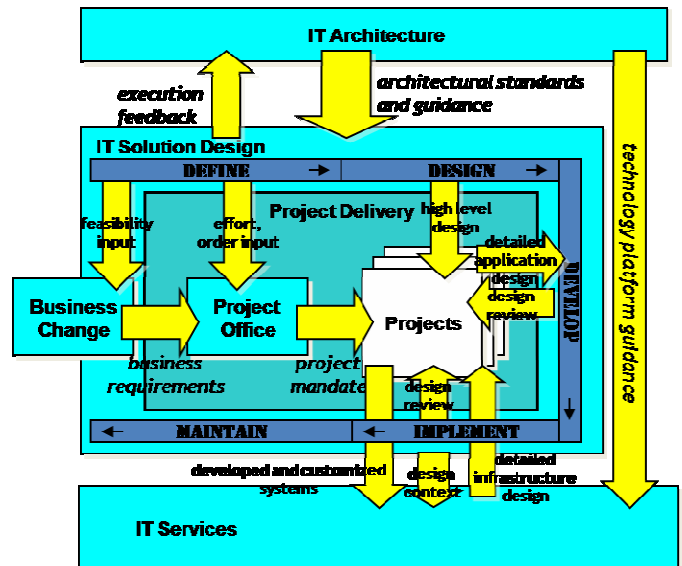 IT Architecture
execution
feedback
architectural standards
and guidance
IT Solution Design
DEFINE
DESIGN
technology platform guidance
feasibility
input
effort,
order input
Project Delivery
high level
design
detailed
application
design
design
review
DEVELOP
Business
Change
Project
Office
Projects
business
requirements
project
mandate
design
review
MAINTAIN
IMPLEMENT
developed and customized
systems
design
context
detailed
infrastructure
design
IT Services